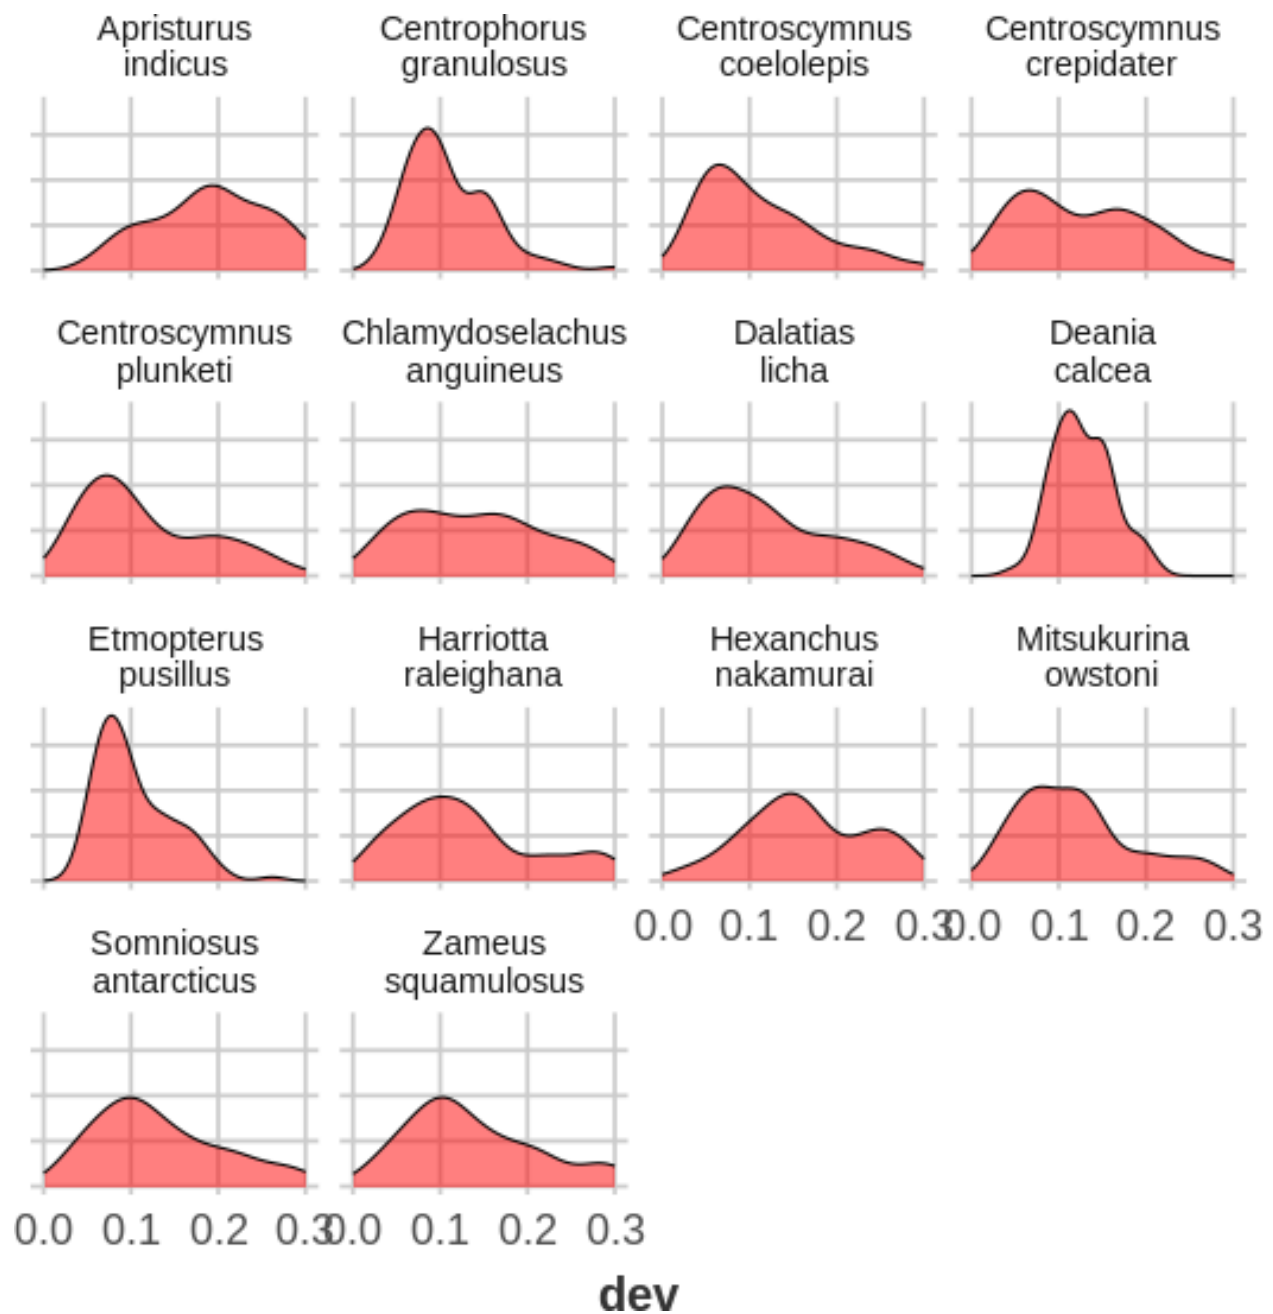 Apristurus
indicus
Centrophorus
granulosus
Centroscymnus
coelolepis
Centroscymnus
crepidater
Centroscymnus
plunketi
Chlamydoselachus
anguineus
Dalatias
licha
Deania
calcea
Etmopterus
pusillus
Harriotta
raleighana
Hexanchus
nakamurai
Mitsukurina
owstoni
0.0 0.1 0.2 0.3
0.0 0.1 0.2 0.3
Somniosus
antarcticus
Zameus
squamulosus
0.0 0.1 0.2 0.3
0.0 0.1 0.2 0.3
dev